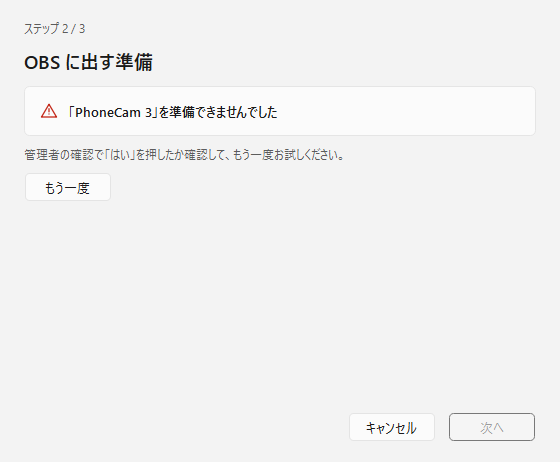 ステップ 2 / 3
OBS に出す準備
「PhoneCam 3」を準備できませんでした
管理者の確認で「はい」を押したか確認して、もう一度お試しください。
もう一度
キャンセル
次へ